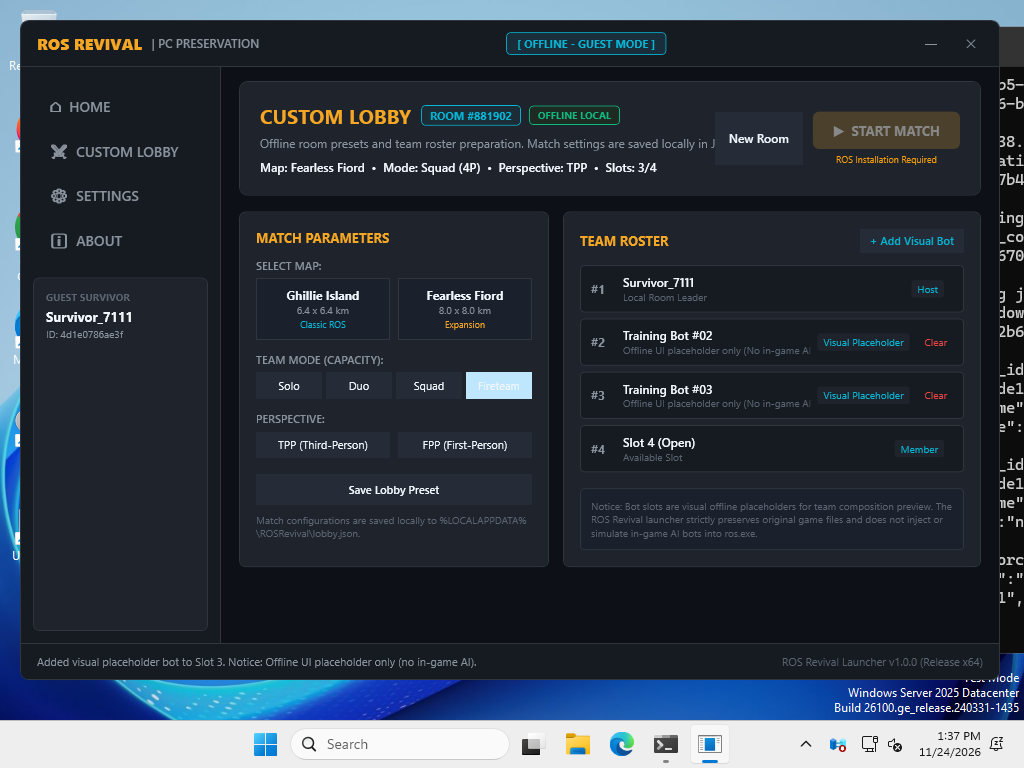 ROS REVIVAL | PC PRESERVATION
[ OFFLINE - GUEST MODE ]
HOME
CUSTOM LOBBY
SETTINGS
ABOUT
GUEST SURVIVOR
Survivor_7111
ID: 4d1e0786ae3f
CUSTOM LOBBY ROOM #881902 OFFLINE LOCAL
Offline room presets and team roster preparation. Match settings are saved locally in J
Map: Fearless Fiord • Mode: Squad (4P) • Perspective: TPP • Slots: 3/4
New Room
START MATCH
ROS Installation Required
MATCH PARAMETERS
SELECT MAP:
Ghillie Island
6.4 x 6.4 km
Classic ROS
Fearless Fiord
8.0 x 8.0 km
Expansion
TEAM MODE (CAPACITY):
Solo Duo Squad Fireteam
PERSPECTIVE:
TPP (Third-Person) FPP (First-Person)
Save Lobby Preset
Match configurations are saved locally to %LOCALAPPDATA%
\ROSRevival\lobby.json.
TEAM ROSTER
+ Add Visual Bot
#1 Survivor_7111 Host
Local Room Leader
#2 Training Bot #02 Visual Placeholder Clear
Offline UI placeholder only (No in-game AI
#3 Training Bot #03 Visual Placeholder Clear
Offline UI placeholder only (No in-game AI
#4 Slot 4 (Open) Member
Available Slot
Notice: Bot slots are visual offline placeholders for team composition preview. The
ROS Revival launcher strictly preserves original game files and does not inject or
simulate in-game AI bots into ros.exe.
Added visual placeholder bot to Slot 3. Notice: Offline UI placeholder only (no in-game AI).
ROS Revival Launcher v1.0.0 (Release x64)
Mode
Windows Server 2025 Datacenter
Build 26100.ge_release.240331-1435
Search
1:37 PM
11/24/2026